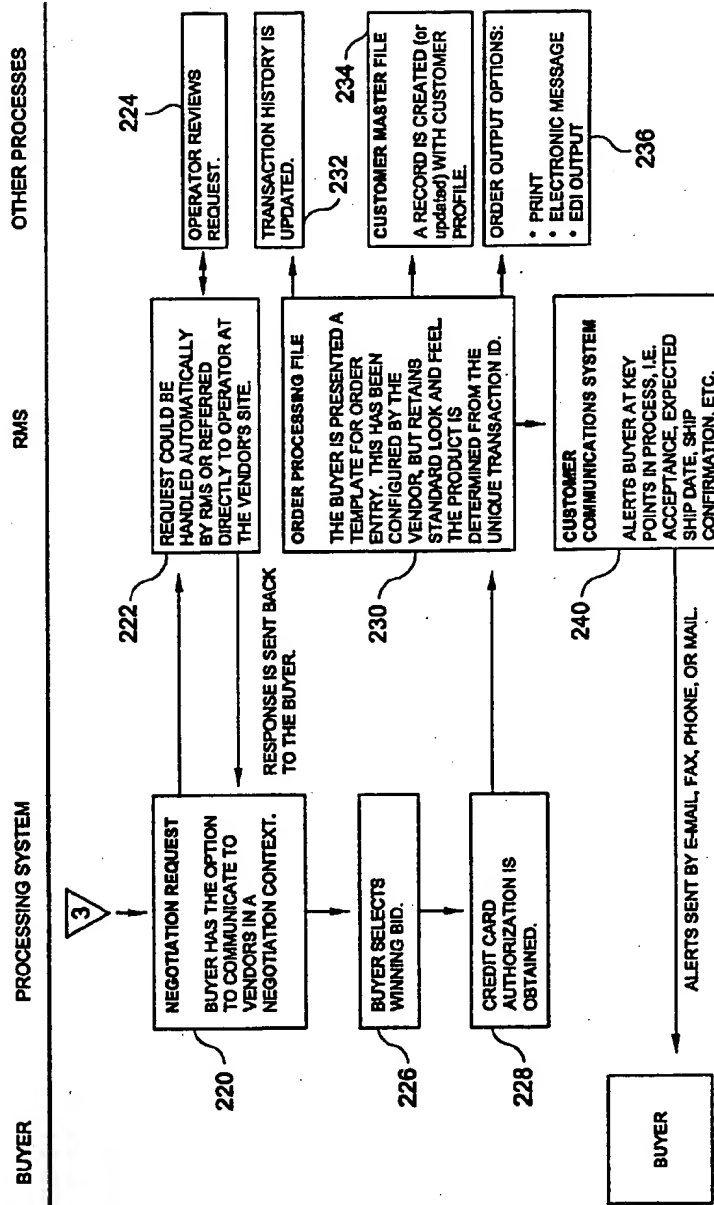 BUYER
PROCESSING SYSTEM
RMS
OTHER PROCESSES
3
NEGOTIATION REQUEST
BUYER HAS THE OPTION
TO COMMUNICATE TO
VENDORS IN A
NEGOTIATION CONTEXT.
220
REQUEST COULD BE
HANDLED AUTOMATICALLY
BY RMS OR REFERRED
DIRECTLY TO OPERATOR AT
THE VENDOR'S SITE.
222
OPERATOR REVIEWS
REQUEST.
224
RESPONSE IS SENT BACK
TO THE BUYER.
BUYER SELECTS
WINNING BID.
226
CREDIT CARD
AUTHORIZATION IS
OBTAINED.
228
ORDER PROCESSING FILE
THE BUYER IS PRESENTED A
TEMPLATE FOR ORDER
ENTRY. THIS HAS BEEN
CONFIGURED BY THE
VENDOR, BUT RETAINS
STANDARD LOOK AND FEEL.
THE PRODUCT IS
DETERMINED FROM THE
UNIQUE TRANSACTION ID.
230
TRANSACTION HISTORY IS
UPDATED.
232
CUSTOMER MASTER FILE
A RECORD IS CREATED (or
updated) WITH CUSTOMER
PROFILE.
234
ORDER OUTPUT OPTIONS:
* PRINT
* ELECTRONIC MESSAGE
* EDI OUTPUT
236
CUSTOMER
COMMUNICATIONS SYSTEM
ALERTS BUYER AT KEY
POINTS IN PROCESS, I.E.
ACCEPTANCE, EXPECTED
SHIP DATE, SHIP
CONFIRMATION, ETC.
240
ALERTS SENT BY E-MAIL, FAX, PHONE, OR MAIL.
BUYER